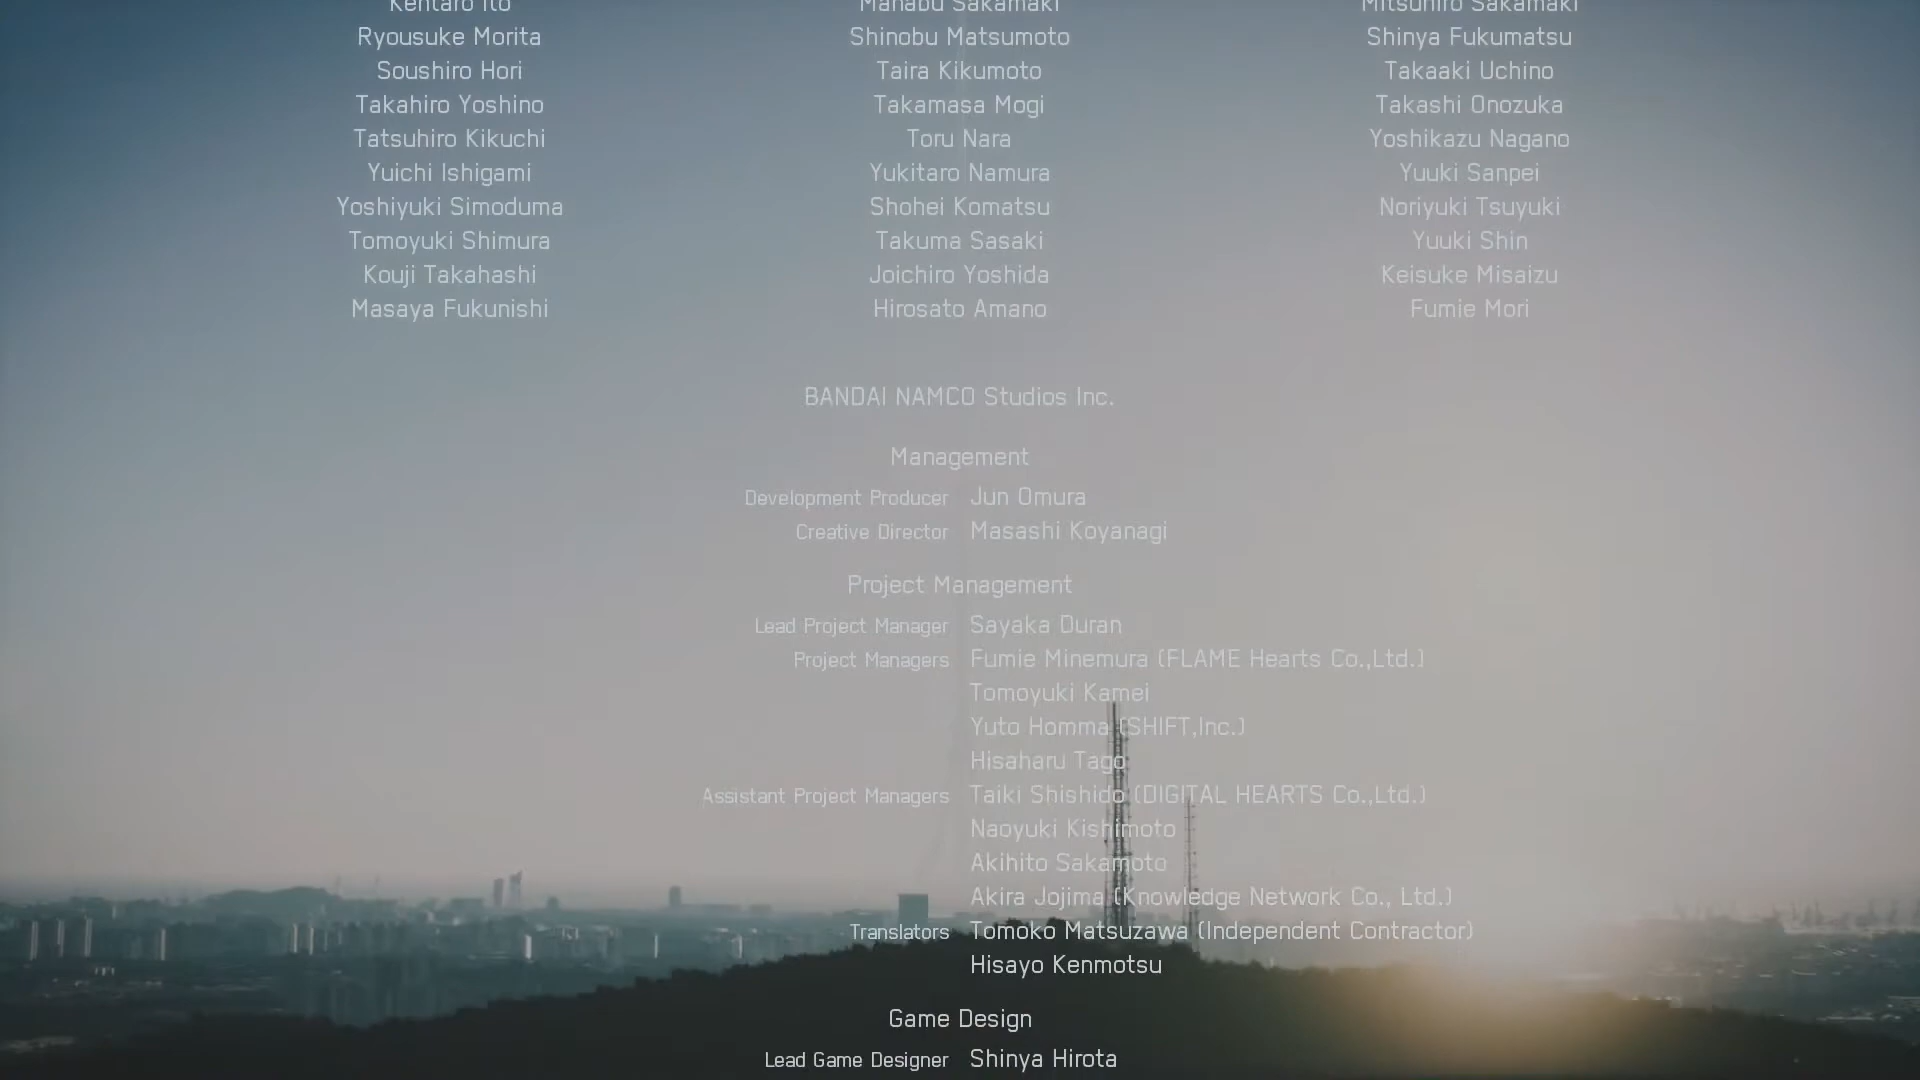 Kentaro Ito Manabu Sakamaki Mitsuhiro Sakamaki
Ryousuke Morita Shinobu Matsumoto Shinya Fukumatsu
Soushiro Hori Taira Kikumoto Takaaki Uchino
Takahiro Yoshino Takamasa Mogi Takashi Onozuka
Tatsuhiro Kikuchi Toru Nara Yoshikazu Nagano
Yuichi Ishigami Yukitaro Namura Yuuki Sanpei
Yoshiyuki Simoduma Shohei Komatsu Noriyuki Tsuyuki
Tomoyuki Shimura Takuma Sasaki Yuuki Shin
Kouji Takahashi Joichiro Yoshida Keisuke Misaizu
Masaya Fukunishi Hirosato Amano Fumie Mori
BANDAI NAMCO Studios Inc.
Management
Development Producer Jun Omura
Creative Director Masashi Koyanagi
Project Management
Lead Project Manager Sayaka Duran
Project Managers Fumie Minemura (FLAME Hearts Co.,Ltd.)
Tomoyuki Kamei
Yuto Homma (SHIFT,Inc.)
Hisaharu Tago
Assistant Project Managers Taiki Shishido (DIGITAL HEARTS Co.,Ltd.)
Naoyuki Kishimoto
Akihito Sakamoto
Akira Jojima (Knowledge Network Co., Ltd.)
Translators Tomoko Matsuzawa (Independent Contractor)
Hisayo Kenmotsu
Game Design
Lead Game Designer Shinya Hirota